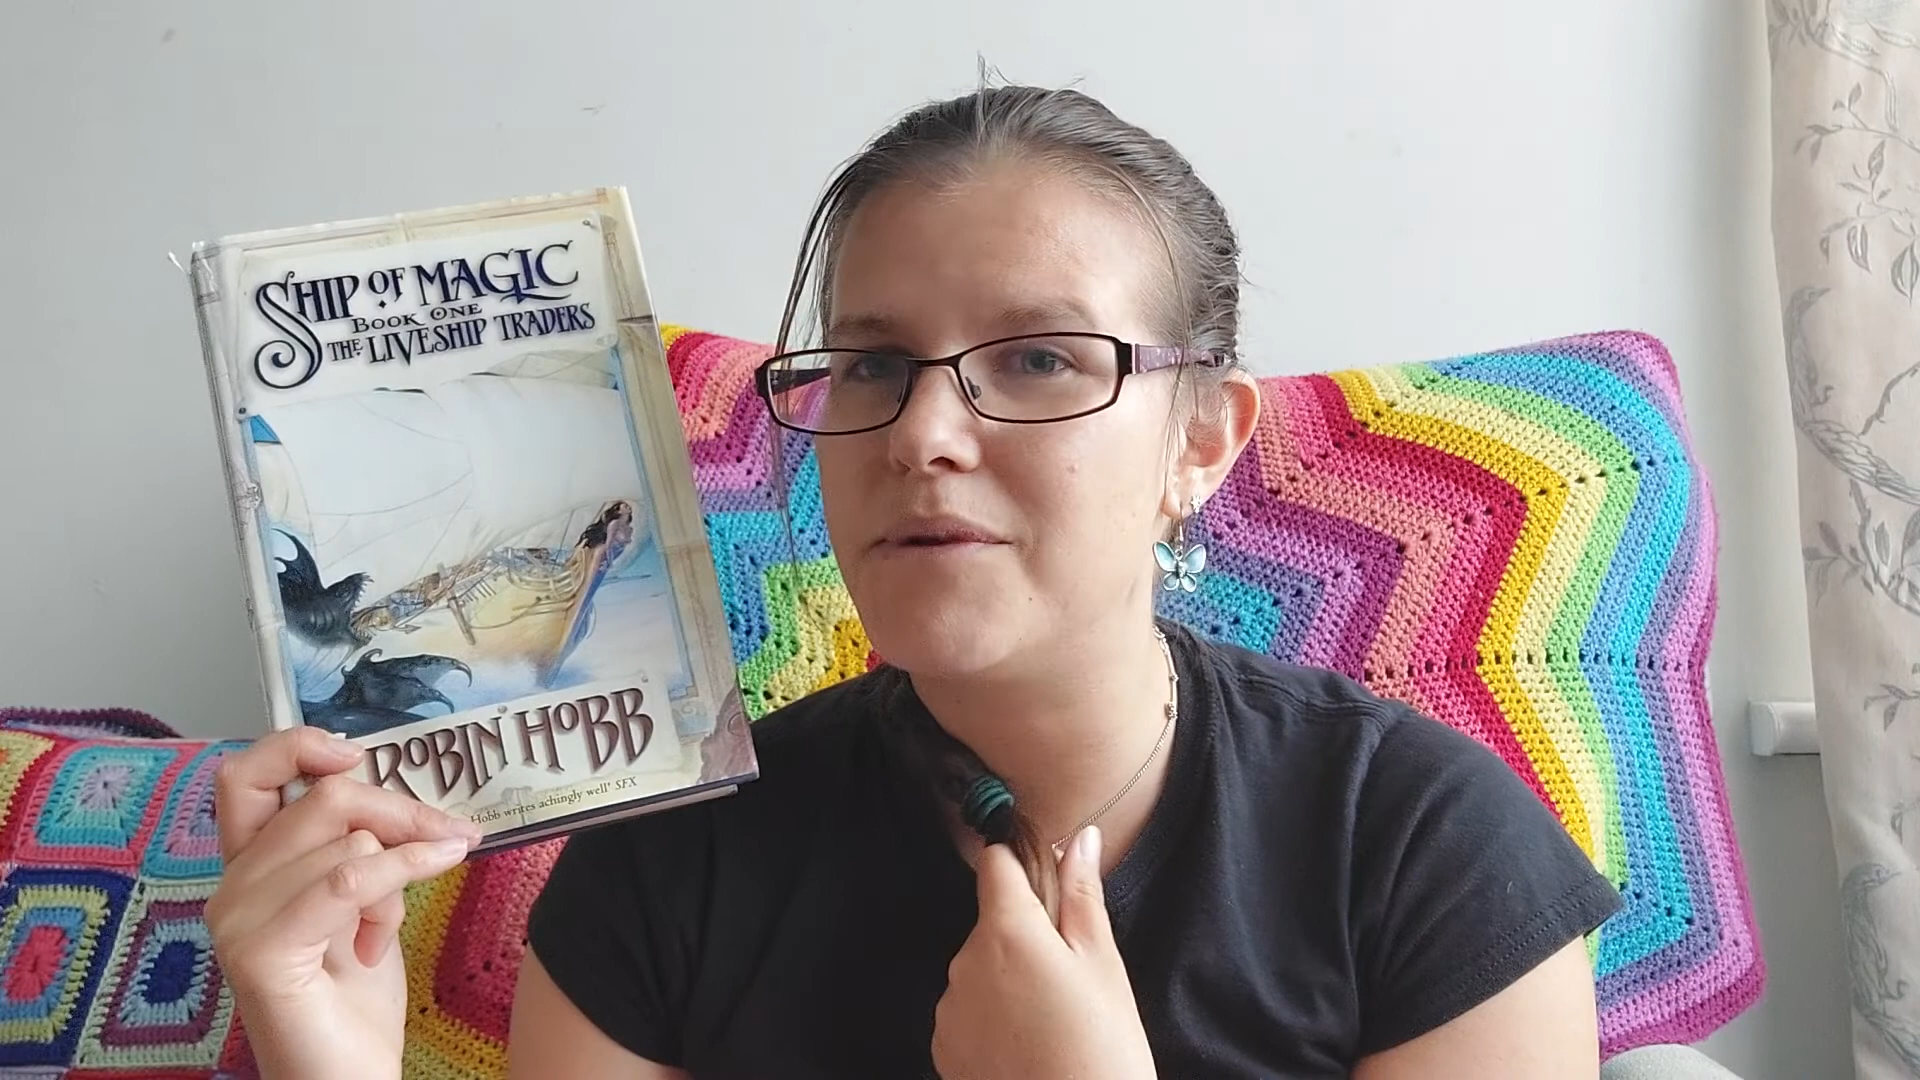 SHIP OF MAGIC
BOOK ONE
THE LIVESHIP TRADERS
ROBIN HOBB
Hobb writes achingly well' SFX